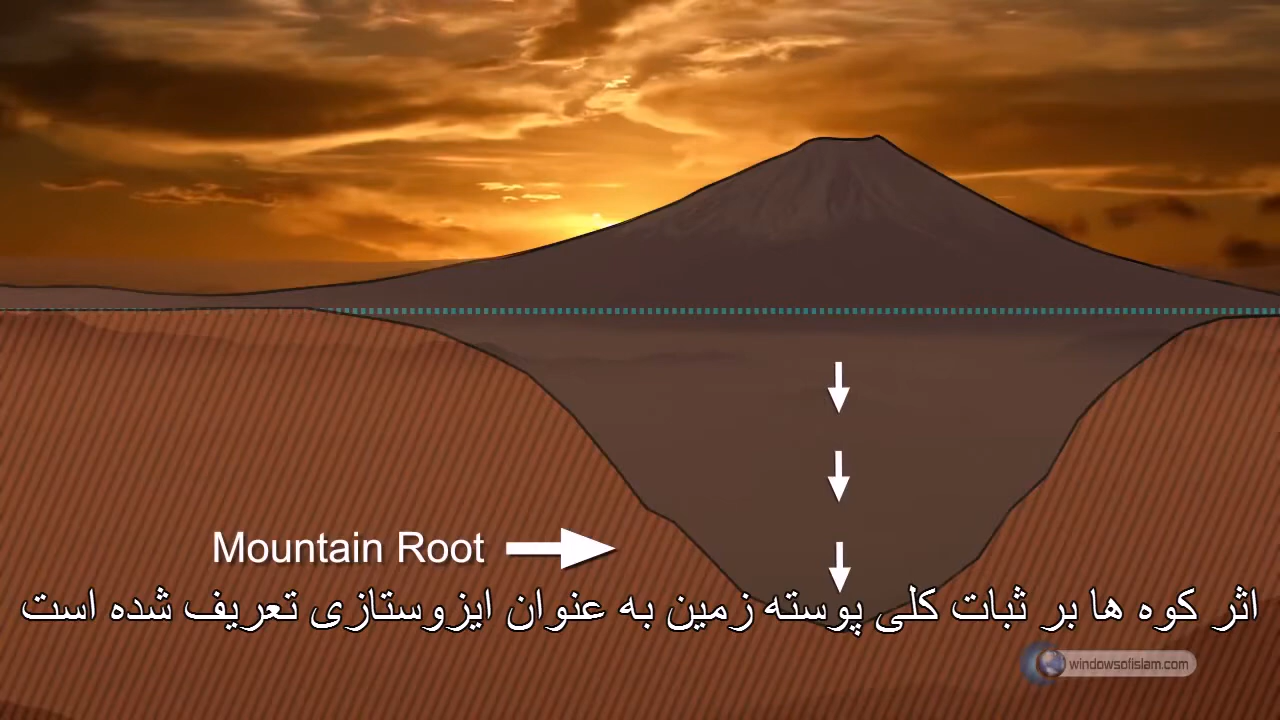 Mountain Root
اثر کوه ها بر ثبات کلی پوسته زمین به عنوان ایزوستازی تعریف شده است
windowsofislam.com